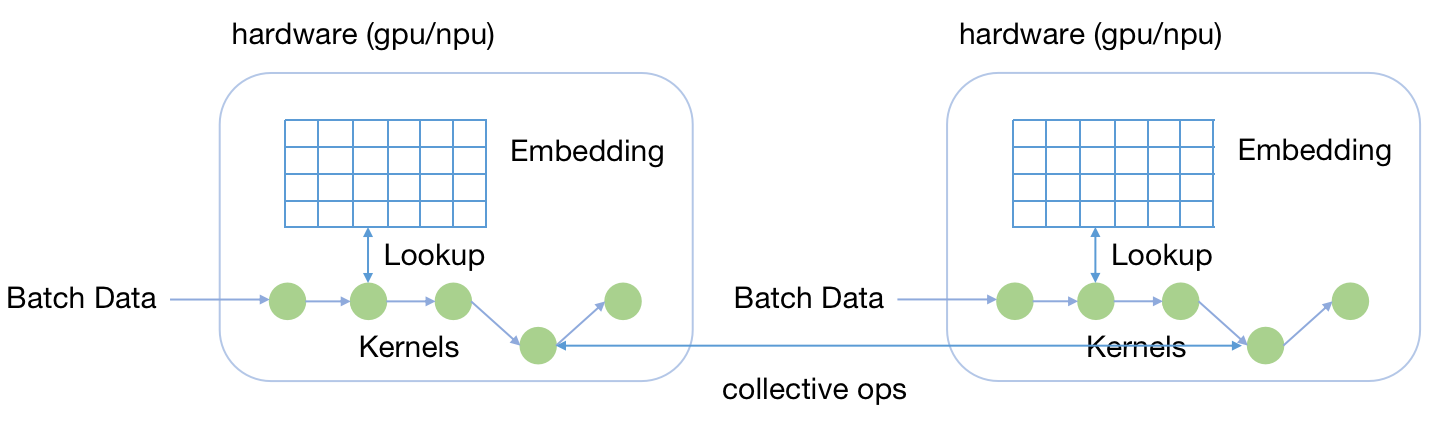 hardware (gpu/npu)
hardware (gpu/npu)
Embedding
Embedding
Lookup
Lookup
Batch Data
Batch Data
Kernels
Kernels
collective ops